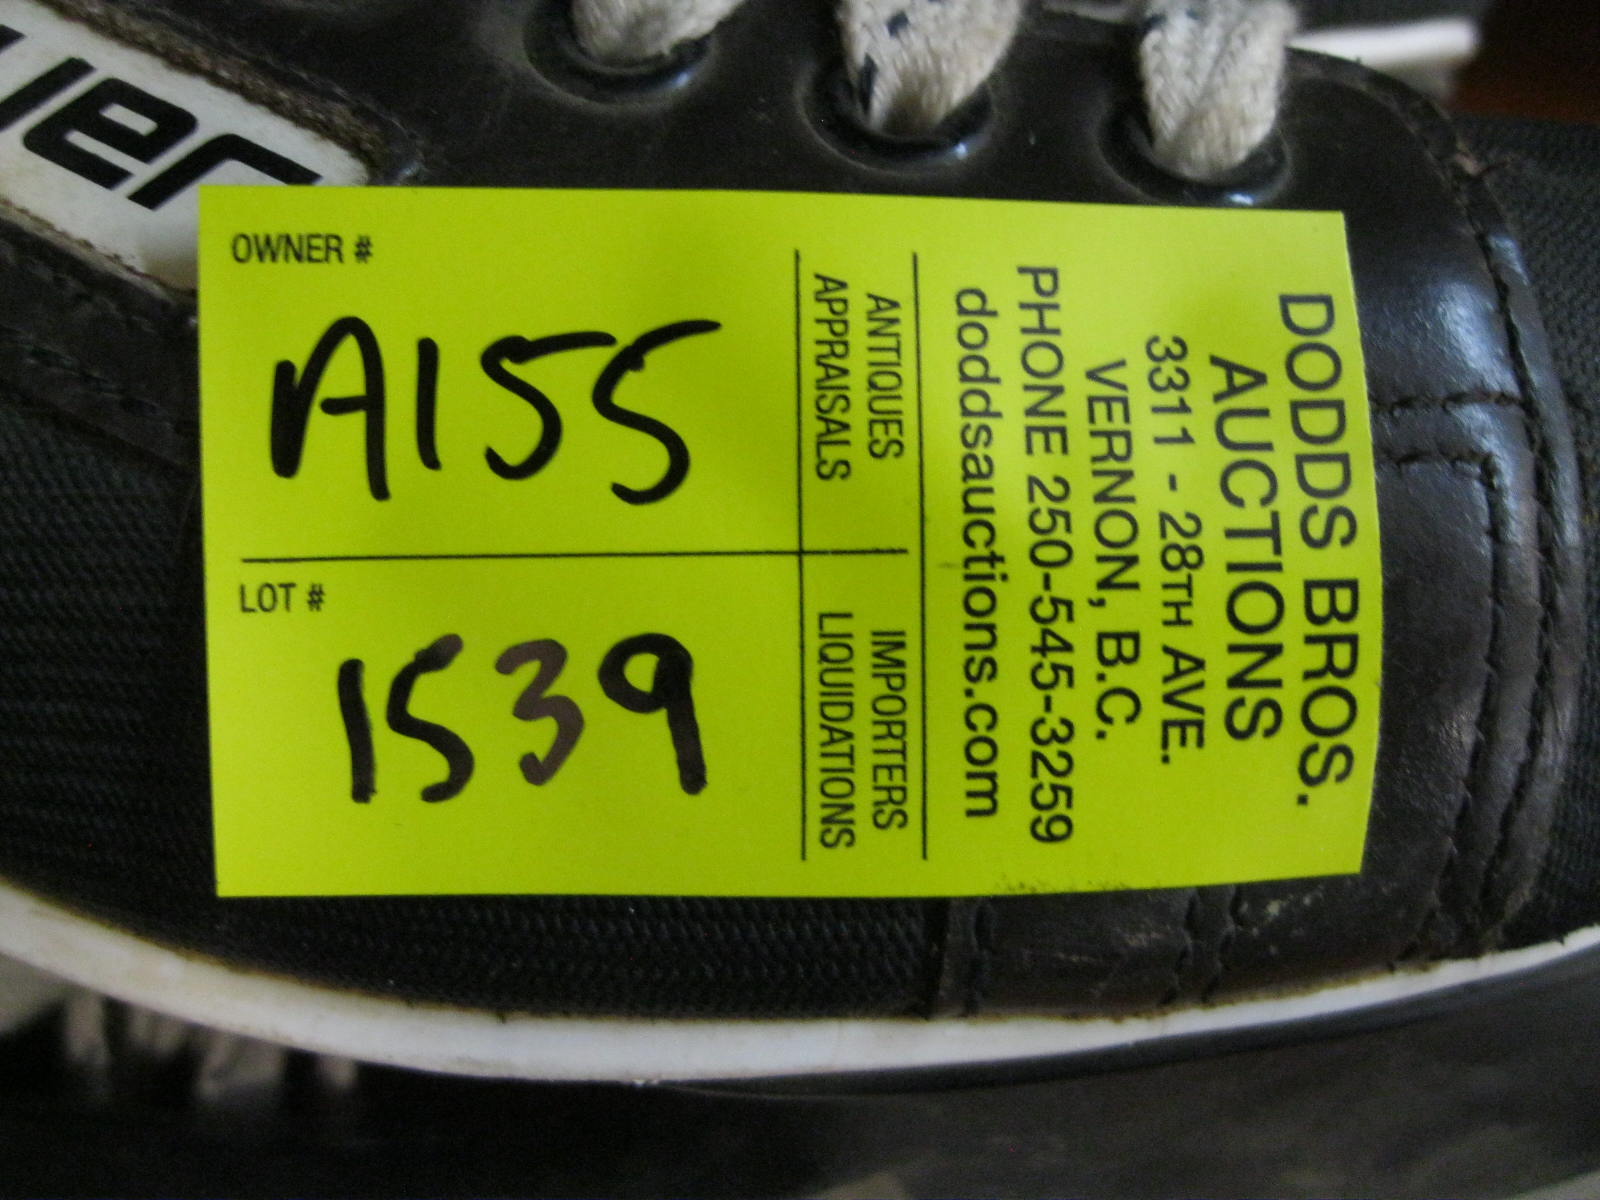 uer
OWNER #
A155
LOT #
1539
ANTIQUES
APPRAISALS
IMPORTERS
LIQUIDATIONS
DODDS BROS.
AUCTIONS
3311 - 28TH AVE.
VERNON, B.C.
PHONE 250-545-3259
doddsauctions.com